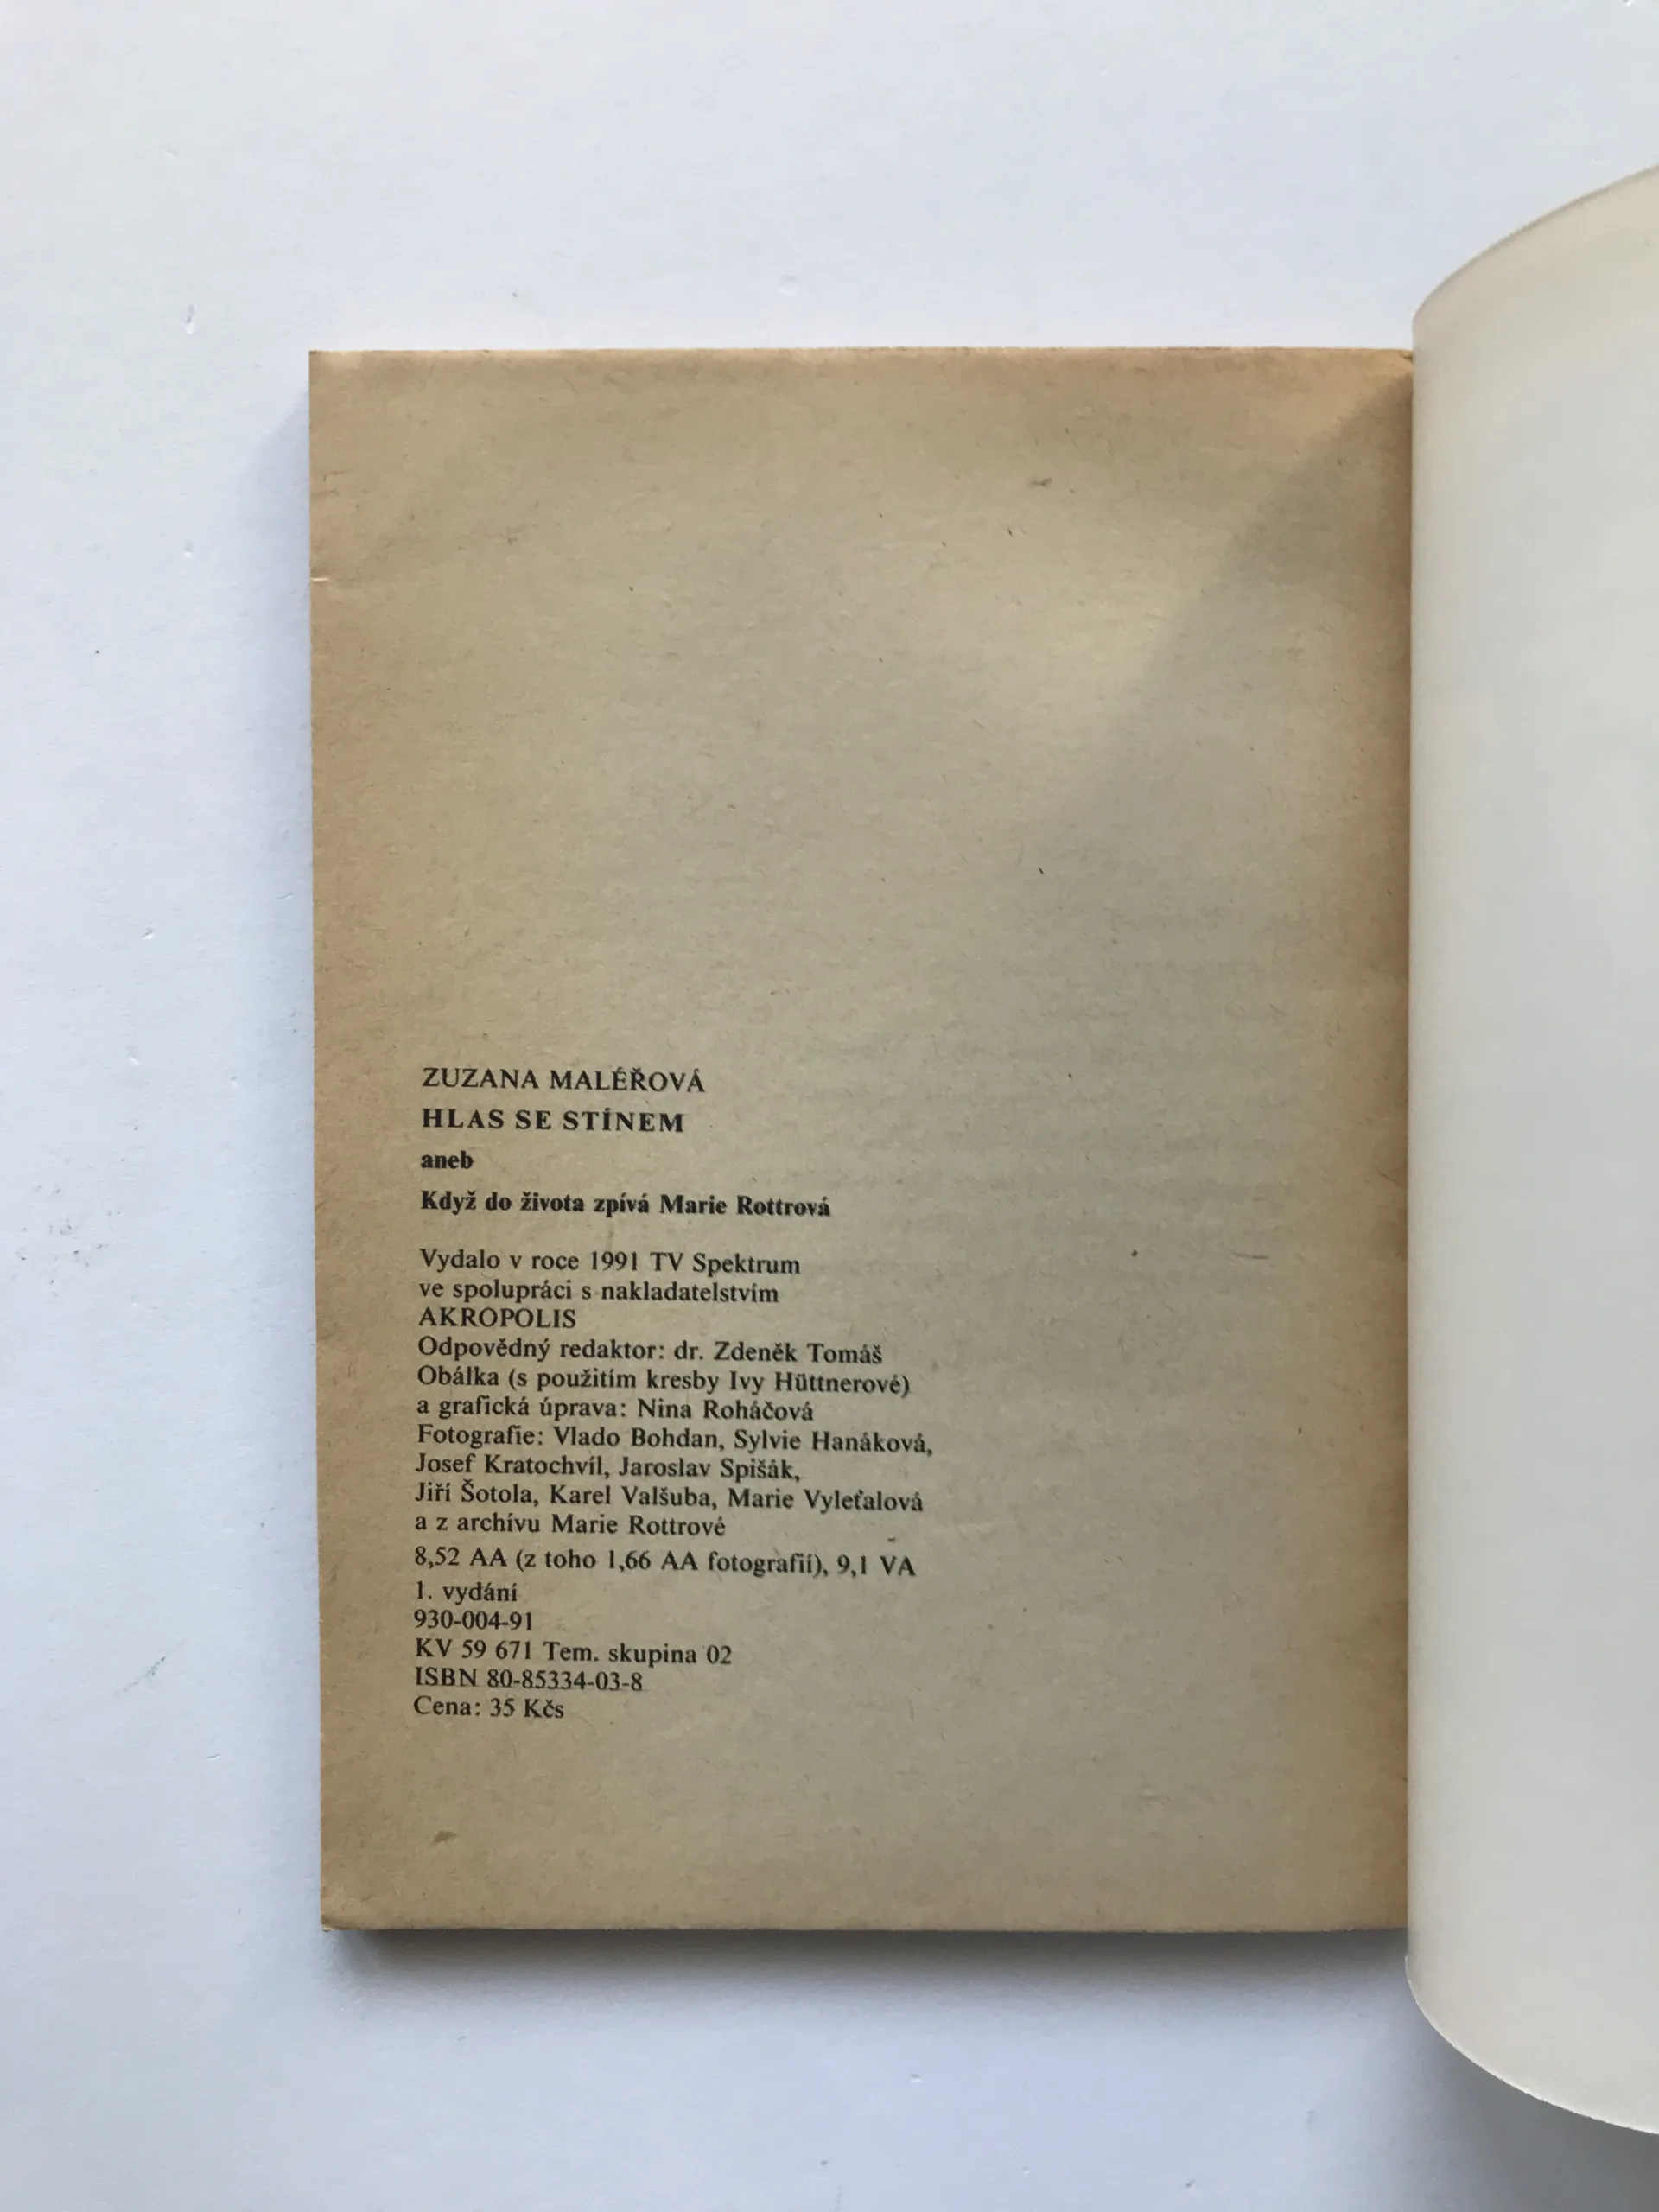 ZUZANA MALÉŘOVÁ
HLAS SE STÍNEM
aneb
Když do života zpívá Marie Rottrová
Vydalo v roce 1991 TV Spektrum
ve spolupráci s nakladatelstvím
AKROPOLIS
Odpovědný redaktor: dr. Zdeněk Tomáš
Obálka (s použitím kresby Ivy Hüttnerové)
a grafická úprava: Nina Roháčová
Fotografie: Vlado Bohdan, Sylvie Hanáková,
Josef Kratochvíl, Jaroslav Spišák,
Jiří Šotola, Karel Valšuba, Marie Vyleťalová
a z archívu Marie Rottrové
8,52 AA (z toho 1,66 AA fotografií), 9,1 VA
1. vydání
930-004-91
KV 59 671 Tem. skupina 02
ISBN 80-85334-03-8
Cena: 35 Kčs